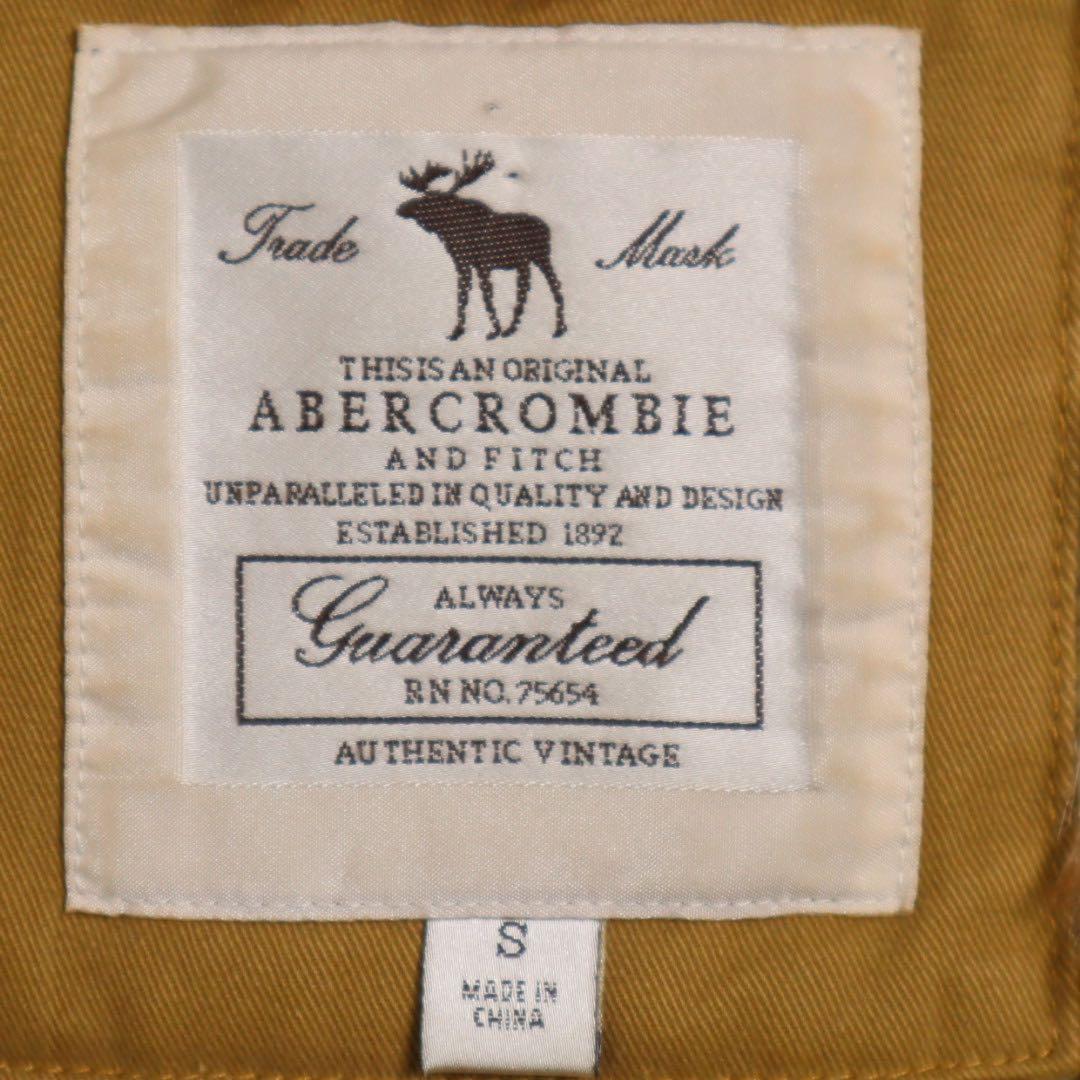 Trade Mark
THIS IS AN ORIGINAL
ABERCROMBIE
AND FITCH
UNPARALLELED IN QUALITY AND DESIGN
ESTABLISHED 1892
ALWAYS
Guaranteed
RN NO. 75654
AUTHENTIC VINTAGE
S
MADE IN
CHINA